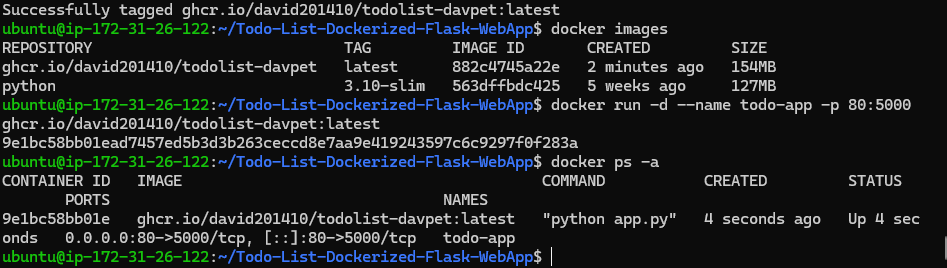 Successfully tagged ghcr.io/david201410/todolist-davpet:latest
ubuntu@ip-172-31-26-122:~/Todo-List-Dockerized-Flask-WebApp$ docker images
REPOSITORY                            TAG         IMAGE ID       CREATED         SIZE
ghcr.io/david201410/todolist-davpet   latest      882c4745a22e   2 minutes ago   154MB
python                                3.10-slim   563dffbdc425   5 weeks ago     127MB
ubuntu@ip-172-31-26-122:~/Todo-List-Dockerized-Flask-WebApp$ docker run -d --name todo-app -p 80:5000
ghcr.io/david201410/todolist-davpet:latest
9e1bc58bb01ead7457ed5b3d3b263ceccd8e7aa9e419243597c6c9297f0f283a
ubuntu@ip-172-31-26-122:~/Todo-List-Dockerized-Flask-WebApp$ docker ps -a
CONTAINER ID   IMAGE                                        COMMAND           CREATED         STATUS
       PORTS                                     NAMES
9e1bc58bb01e   ghcr.io/david201410/todolist-davpet:latest   "python app.py"   4 seconds ago   Up 4 sec
onds   0.0.0.0:80->5000/tcp, [::]:80->5000/tcp   todo-app
ubuntu@ip-172-31-26-122:~/Todo-List-Dockerized-Flask-WebApp$